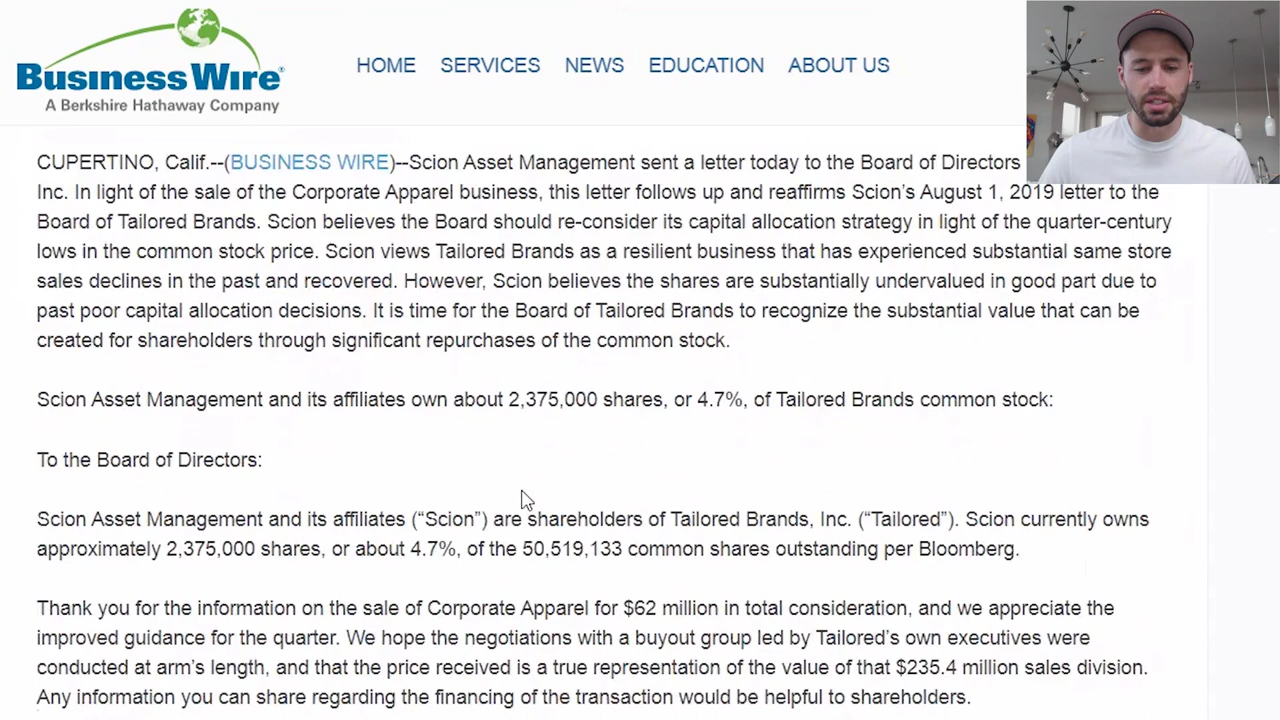 BusinessWire
A Berkshire Hathaway Company
HOME SERVICES NEWS EDUCATION ABOUT US
CUPERTINO, Calif.--(BUSINESS WIRE)--Scion Asset Management sent a letter today to the Board of Directors
Inc. In light of the sale of the Corporate Apparel business, this letter follows up and reaffirms Scion’s August 1, 2019 letter to the
Board of Tailored Brands. Scion believes the Board should re-consider its capital allocation strategy in light of the quarter-century
lows in the common stock price. Scion views Tailored Brands as a resilient business that has experienced substantial same store
sales declines in the past and recovered. However, Scion believes the shares are substantially undervalued in good part due to
past poor capital allocation decisions. It is time for the Board of Tailored Brands to recognize the substantial value that can be
created for shareholders through significant repurchases of the common stock.
Scion Asset Management and its affiliates own about 2,375,000 shares, or 4.7%, of Tailored Brands common stock:
To the Board of Directors:
Scion Asset Management and its affiliates (“Scion”) are shareholders of Tailored Brands, Inc. (“Tailored”). Scion currently owns
approximately 2,375,000 shares, or about 4.7%, of the 50,519,133 common shares outstanding per Bloomberg.
Thank you for the information on the sale of Corporate Apparel for $62 million in total consideration, and we appreciate the
improved guidance for the quarter. We hope the negotiations with a buyout group led by Tailored’s own executives were
conducted at arm’s length, and that the price received is a true representation of the value of that $235.4 million sales division.
Any information you can share regarding the financing of the transaction would be helpful to shareholders.